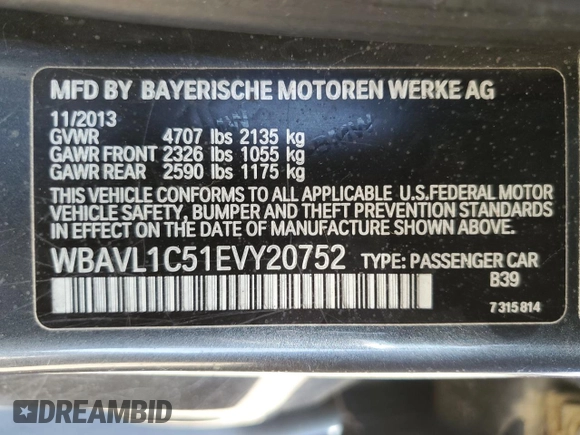 MFD BY BAYERISCHE MOTOREN WERKE AG
11/2013
GVWR 4707 lbs 2135 kg
GAWR FRONT 2326 lbs 1055 kg
GAWR REAR 2590 lbs 1175 kg
THIS VEHICLE CONFORMS TO ALL APPLICABLE U.S.FEDERAL MOTOR
VEHICLE SAFETY, BUMPER AND THEFT PREVENTION STANDARDS
IN EFFECT ON THE DATE OF MANUFACTURE SHOWN ABOVE.
WBAVL1C51EVY20752 TYPE: PASSENGER CAR
B39
7 315 814
DREAMBID